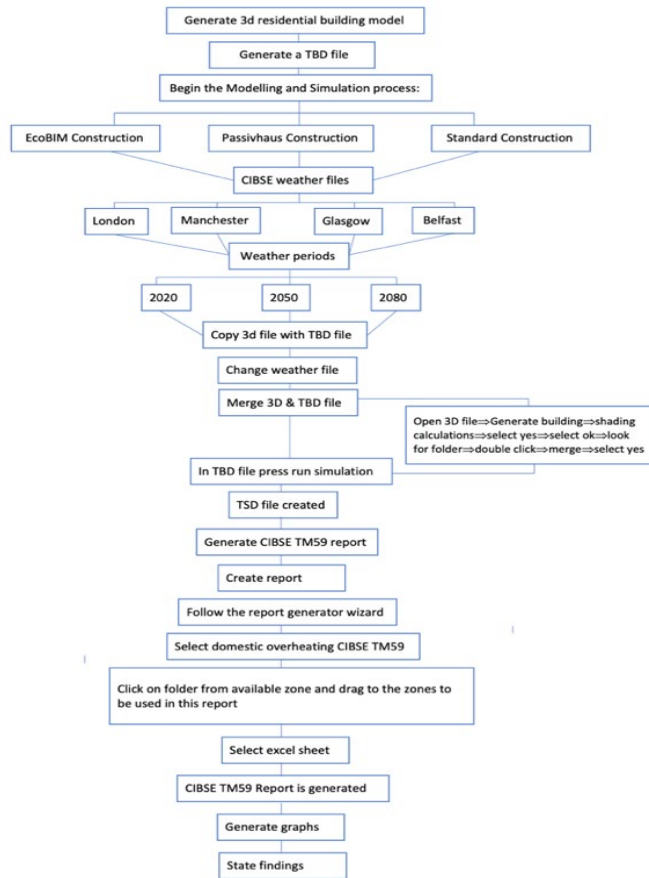 Generate 3d residential building model
Generate a TBD file
Begin the Modelling and Simulation process:
EcoBIM Construction
Passivhaus Construction
Standard Construction
CIBSE weather files
London
Manchester
Glasgow
Belfast
Weather periods
2020
2050
2080
Copy 3d file with TBD file
Change weather file
Merge 3D & TBD file
Open 3D file⇒Generate building⇒shading
calculations⇒select yes⇒select ok⇒look
for folder⇒double click⇒merge⇒select yes
In TBD file press run simulation
TSD file created
Generate CIBSE TM59 report
Create report
Follow the report generator wizard
Select domestic overheating CIBSE TM59
Click on folder from available zone and drag to the zones to
be used in this report
Select excel sheet
CIBSE TM59 Report is generated
Generate graphs
State findings